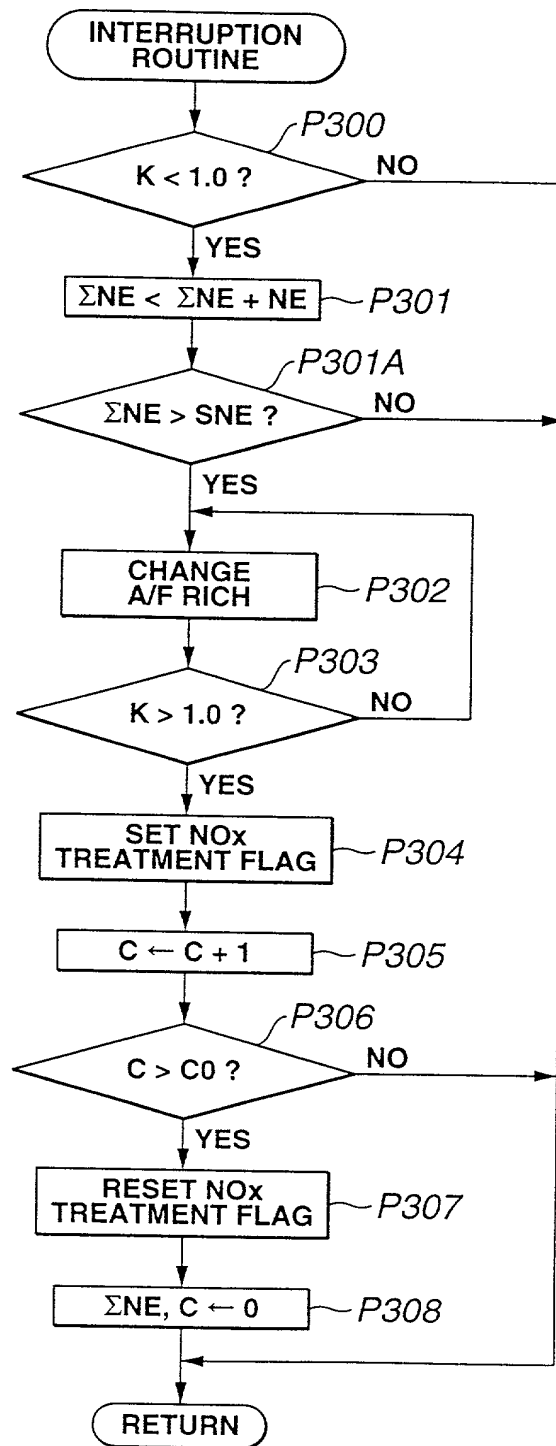 INTERRUPTION
ROUTINE
P300
K < 1.0 ?
NO
YES
ΣNE < ΣNE + NE
P301
P301A
ΣNE > SNE ?
NO
YES
CHANGE
A/F RICH
P302
P303
K > 1.0 ?
NO
YES
SET NOx
TREATMENT FLAG
P304
C ← C + 1
P305
P306
C > C0 ?
NO
YES
RESET NOx
TREATMENT FLAG
P307
ΣNE, C ← 0
P308
RETURN